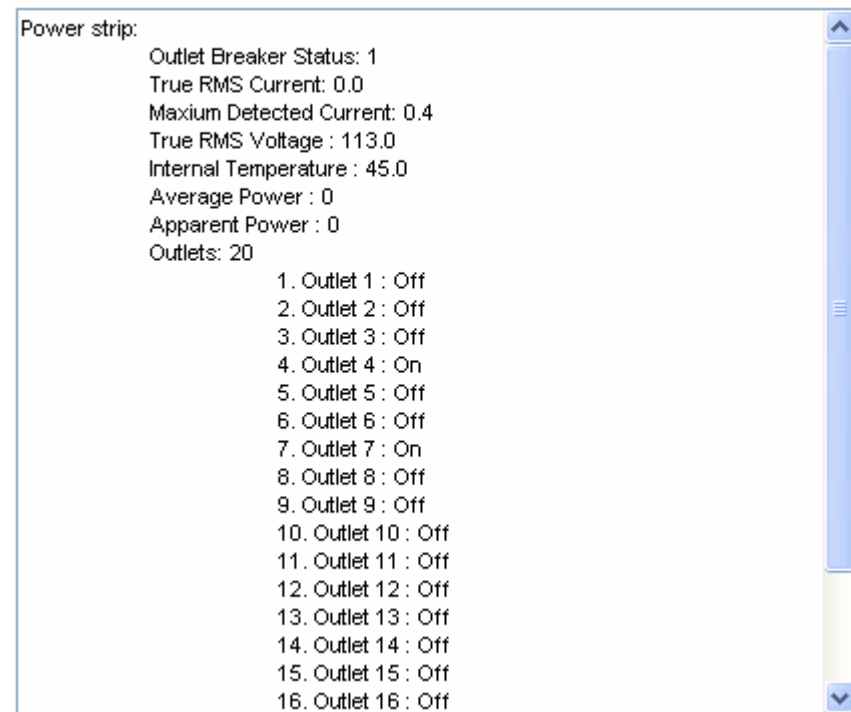 Power strip:
Outlet Breaker Status: 1
True RMS Current: 0.0
Maxium Detected Current: 0.4
True RMS Voltage : 113.0
Internal Temperature : 45.0
Average Power : 0
Apparent Power : 0
Outlets: 20
1. Outlet 1 : Off
2. Outlet 2 : Off
3. Outlet 3 : Off
4. Outlet 4 : On
5. Outlet 5 : Off
6. Outlet 6 : Off
7. Outlet 7 : On
8. Outlet 8 : Off
9. Outlet 9 : Off
10. Outlet 10 : Off
11. Outlet 11 : Off
12. Outlet 12 : Off
13. Outlet 13 : Off
14. Outlet 14 : Off
15. Outlet 15 : Off
16. Outlet 16 : Off